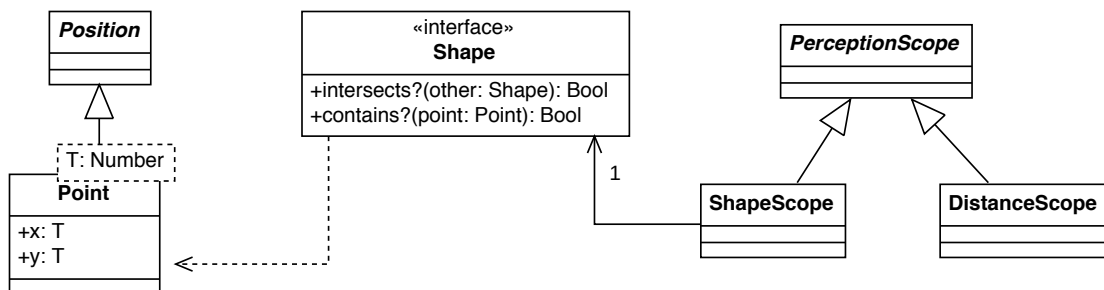 Position
T: Number
Point
+x: T
+y: T
«interface»
Shape
+intersects?(other: Shape): Bool
+contains?(point: Point): Bool
1
PerceptionScope
ShapeScope
DistanceScope